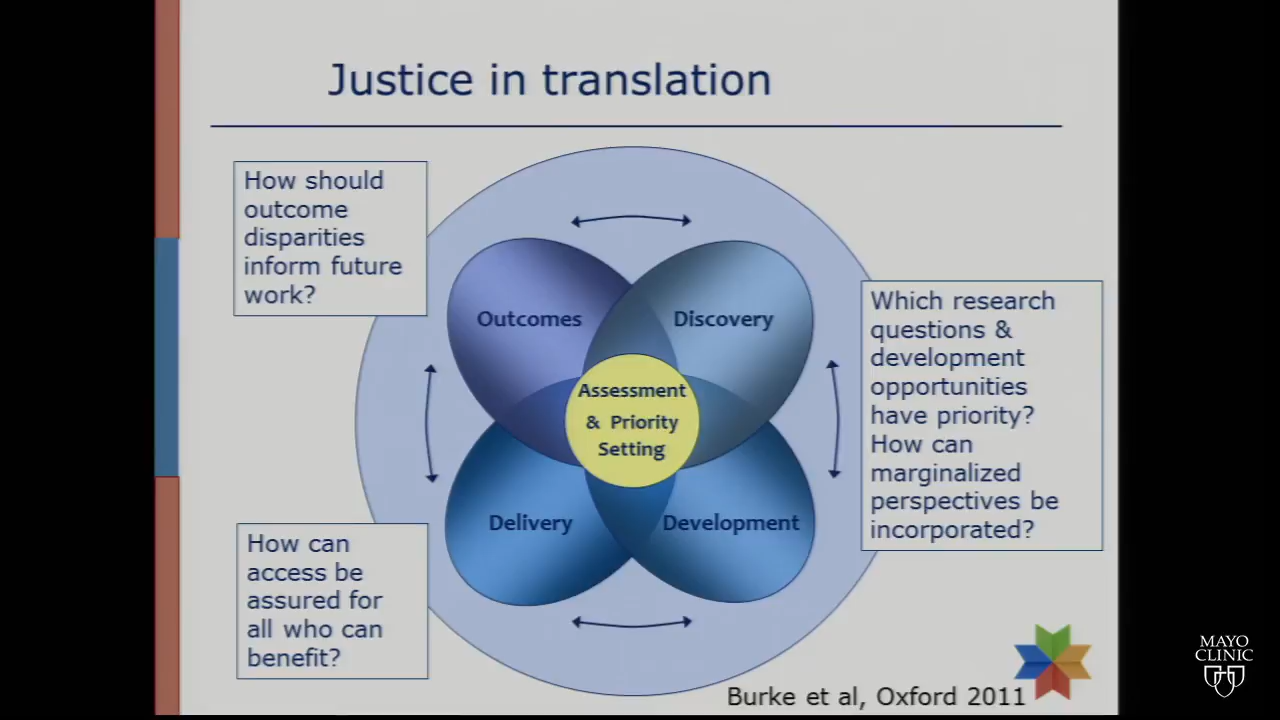 Justice in translation
How should
outcome
disparities
inform future
work?
Outcomes
Discovery
Which research
questions &
development
opportunities
have priority?
How can
marginalized
perspectives be
incorporated?
Assessment
& Priority
Setting
Delivery
Development
How can
access be
assured for
all who can
benefit?
Burke et al, Oxford 2011
MAYO
CLINIC